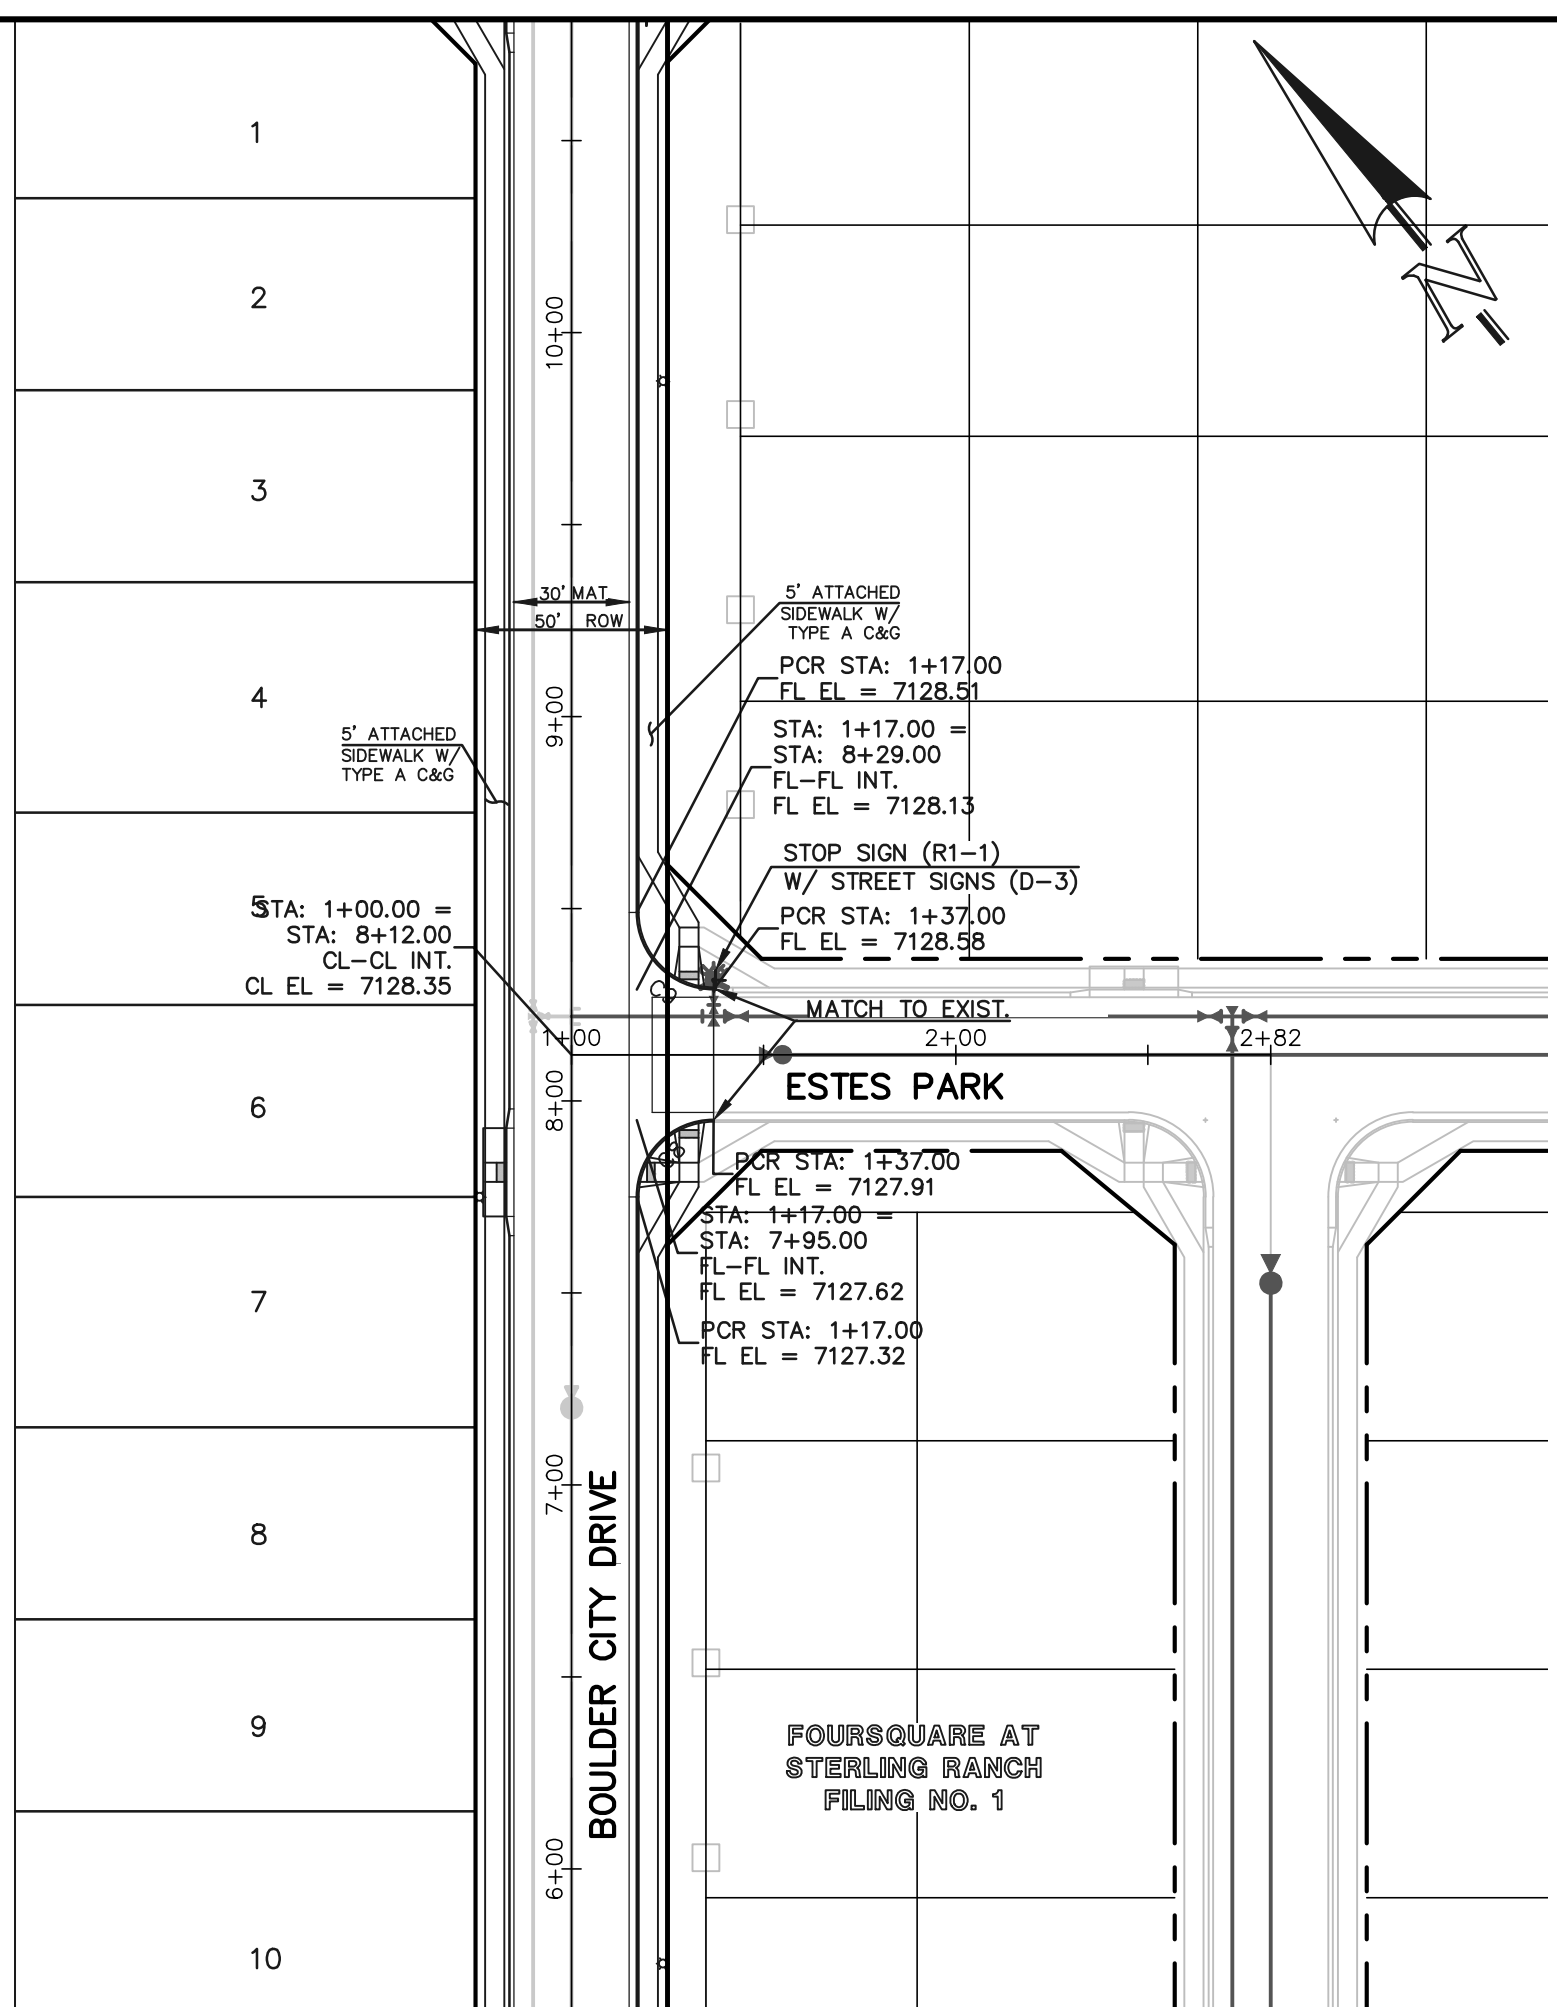 1
2
3
4
5
6
7
8
9
10
N
10+00
9+00
8+00
7+00
6+00
30' MAT
50' ROW
5' ATTACHED
SIDEWALK W/
TYPE A C&G
PCR STA: 1+17.00
FL EL = 7128.51
STA: 1+17.00 =
STA: 8+29.00
FL-FL INT.
FL EL = 7128.13
5' ATTACHED
SIDEWALK W/
TYPE A C&G
STOP SIGN (R1-1)
W/ STREET SIGNS (D-3)
PCR STA: 1+37.00
FL EL = 7128.58
STA: 1+00.00 =
STA: 8+12.00
CL-CL INT.
CL EL = 7128.35
MATCH TO EXIST.
1+00
2+00
2+82
ESTES PARK
PCR STA: 1+37.00
FL EL = 7127.91
STA: 1+17.00 =
STA: 7+95.00
FL-FL INT.
FL EL = 7127.62
PCR STA: 1+17.00
FL EL = 7127.32
BOULDER CITY DRIVE
FOURSQUARE AT
STERLING RANCH
FILING NO. 1